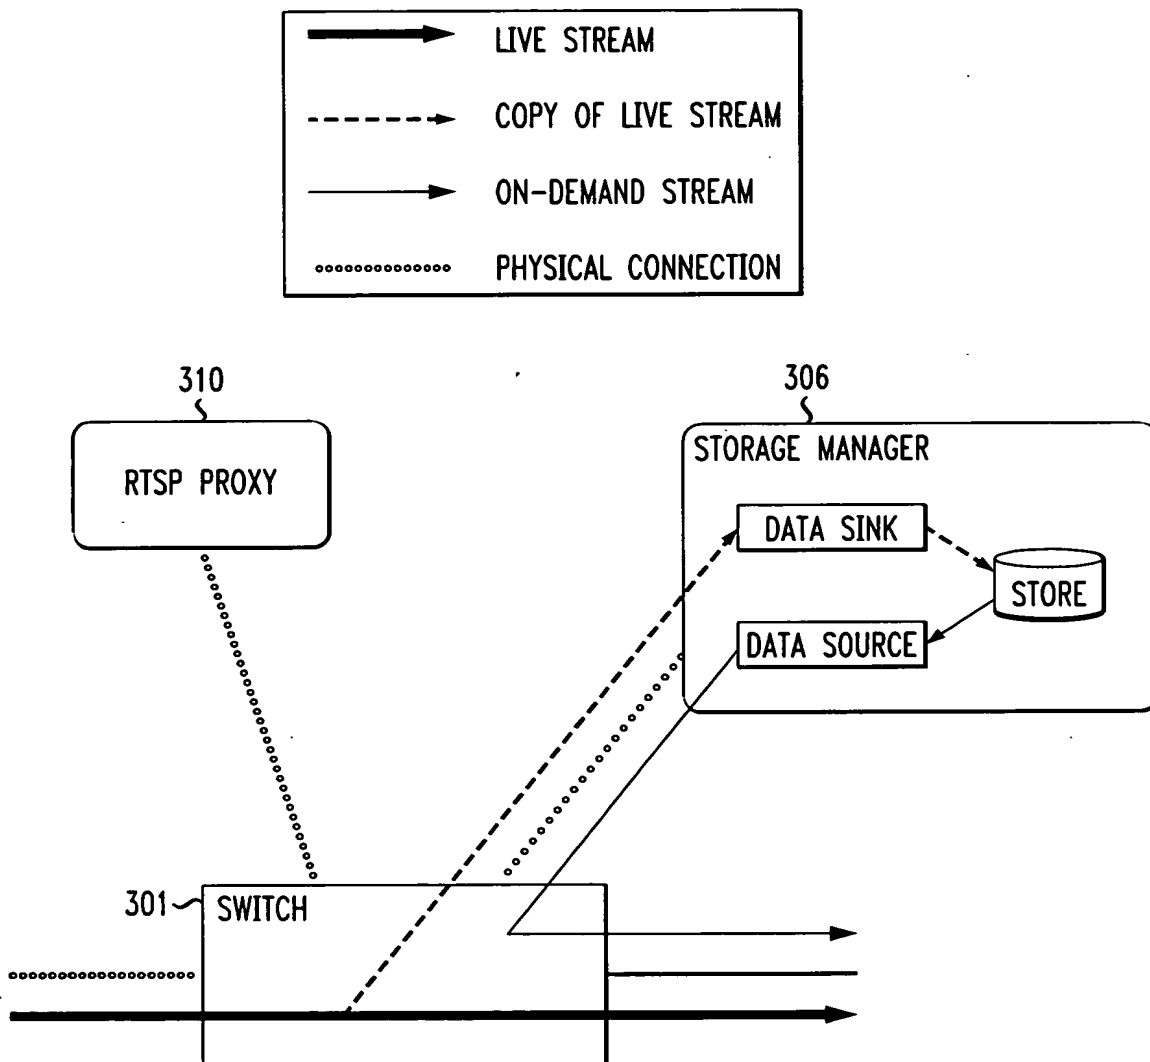 LIVE STREAM
COPY OF LIVE STREAM
ON-DEMAND STREAM
PHYSICAL CONNECTION
310
RTSP PROXY
306
STORAGE MANAGER
DATA SINK
STORE
DATA SOURCE
301
SWITCH